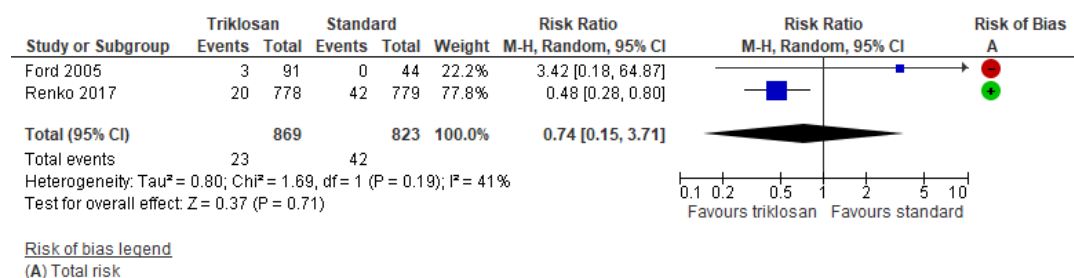 Triklosan Standard Risk Ratio Risk Ratio Risk of Bias
Study or Subgroup Events Total Events Total Weight M-H, Random, 95% CI M-H, Random, 95% CI A
Ford 2005 3 91 0 44 22.2% 3.42 [0.18, 64.87]
Renko 2017 20 778 42 779 77.8% 0.48 [0.28, 0.80]
Total (95% CI) 869 823 100.0% 0.74 [0.15, 3.71]
Total events 23 42
Heterogeneity: Tau² = 0.80; Chi² = 1.69, df = 1 (P = 0.19); I² = 41%
Test for overall effect: Z = 0.37 (P = 0.71)
0.1 0.2 0.5 1 2 5 10
Favours triklosan Favours standard
Risk of bias legend
(A) Total risk